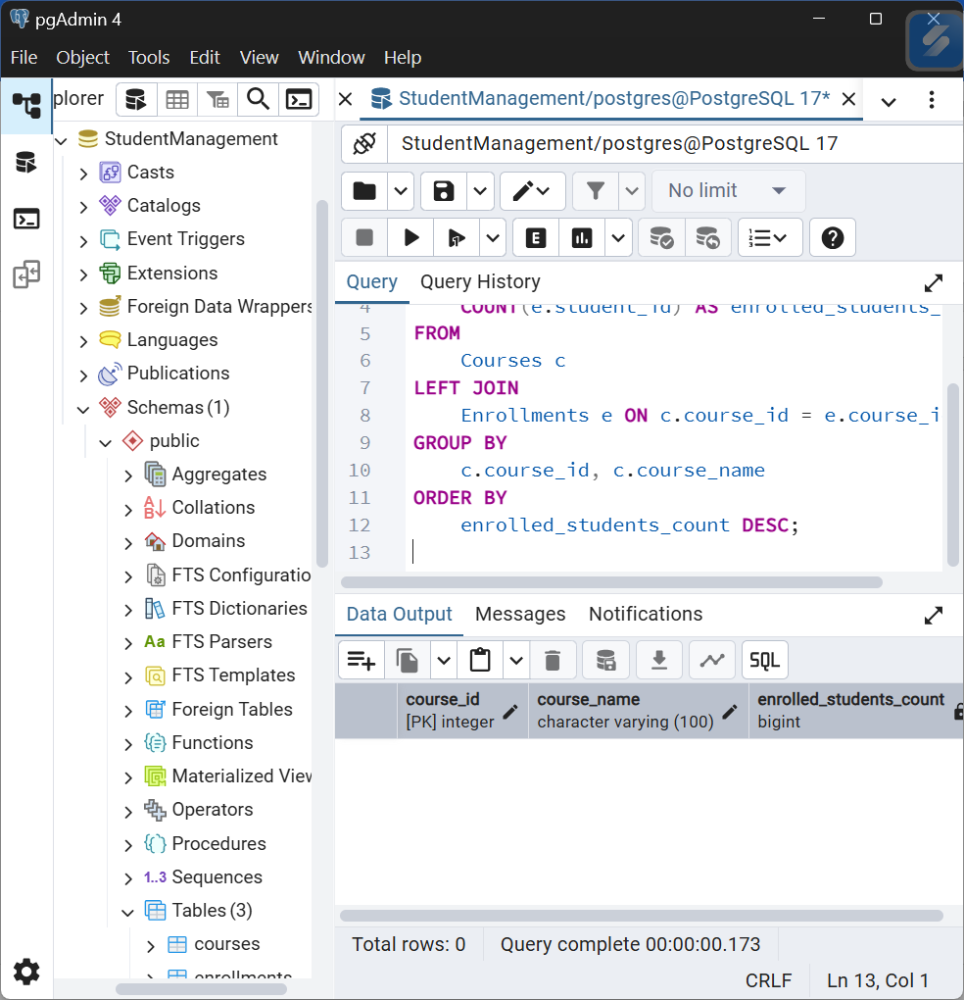 pgAdmin 4
File Object Tools Edit View Window Help
plorer
StudentManagement/postgres@PostgreSQL 17*
StudentManagement
Casts
Catalogs
Event Triggers
Extensions
Foreign Data Wrappers
Languages
Publications
Schemas (1)
public
Aggregates
Collations
Domains
FTS Configuratio
FTS Dictionaries
Aa FTS Parsers
FTS Templates
Foreign Tables
Functions
Materialized View
Operators
Procedures
1..3 Sequences
Tables (3)
courses
enrollments
StudentManagement/postgres@PostgreSQL 17
No limit
Query Query History
4 COUNT(e.student_id) AS enrolled_students_
5 FROM
6 Courses c
7 LEFT JOIN
8 Enrollments e ON c.course_id = e.course_i
9 GROUP BY
10 c.course_id, c.course_name
11 ORDER BY
12 enrolled_students_count DESC;
13
Data Output Messages Notifications
SQL
course_id course_name enrolled_students_count
[PK] integer character varying (100) bigint
Total rows: 0 Query complete 00:00:00.173
CRLF Ln 13, Col 1